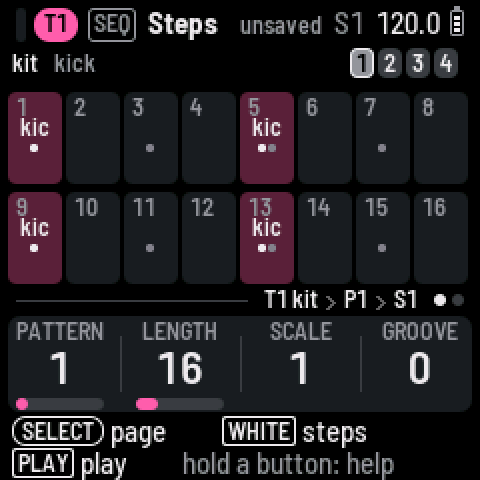 T1 SEQ Steps unsaved S1 120.0
kit kick 1 2 3 4
1 2 3 4 5 6 7 8
kic kic
9 10 11 12 13 14 15 16
kic kic
T1 kit > P1 > S1
PATTERN LENGTH SCALE GROOVE
1 16 1 0
SELECT page WHITE steps
PLAY play hold a button: help